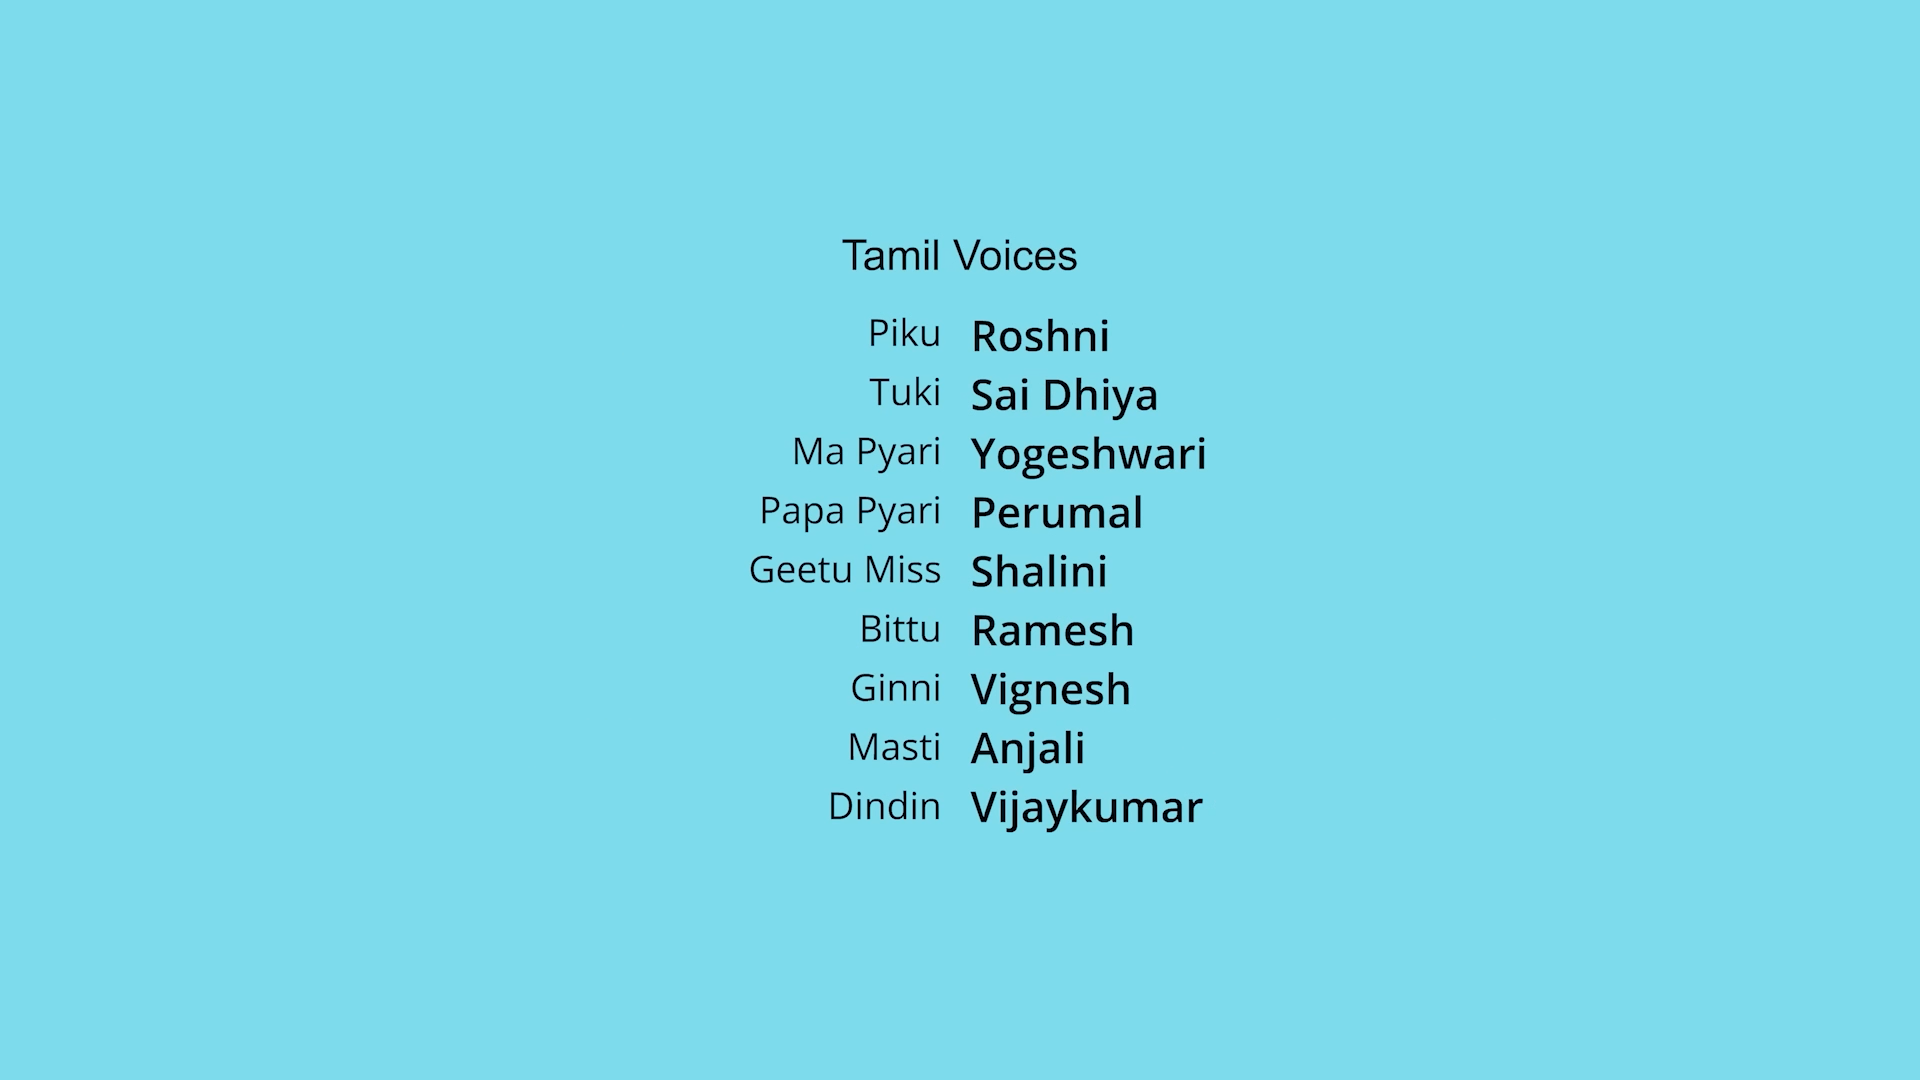 Tamil Voices
Piku Roshni
Tuki Sai Dhiya
Ma Pyari Yogeshwari
Papa Pyari Perumal
Geetu Miss Shalini
Bittu Ramesh
Ginni Vignesh
Masti Anjali
Dindin Vijaykumar